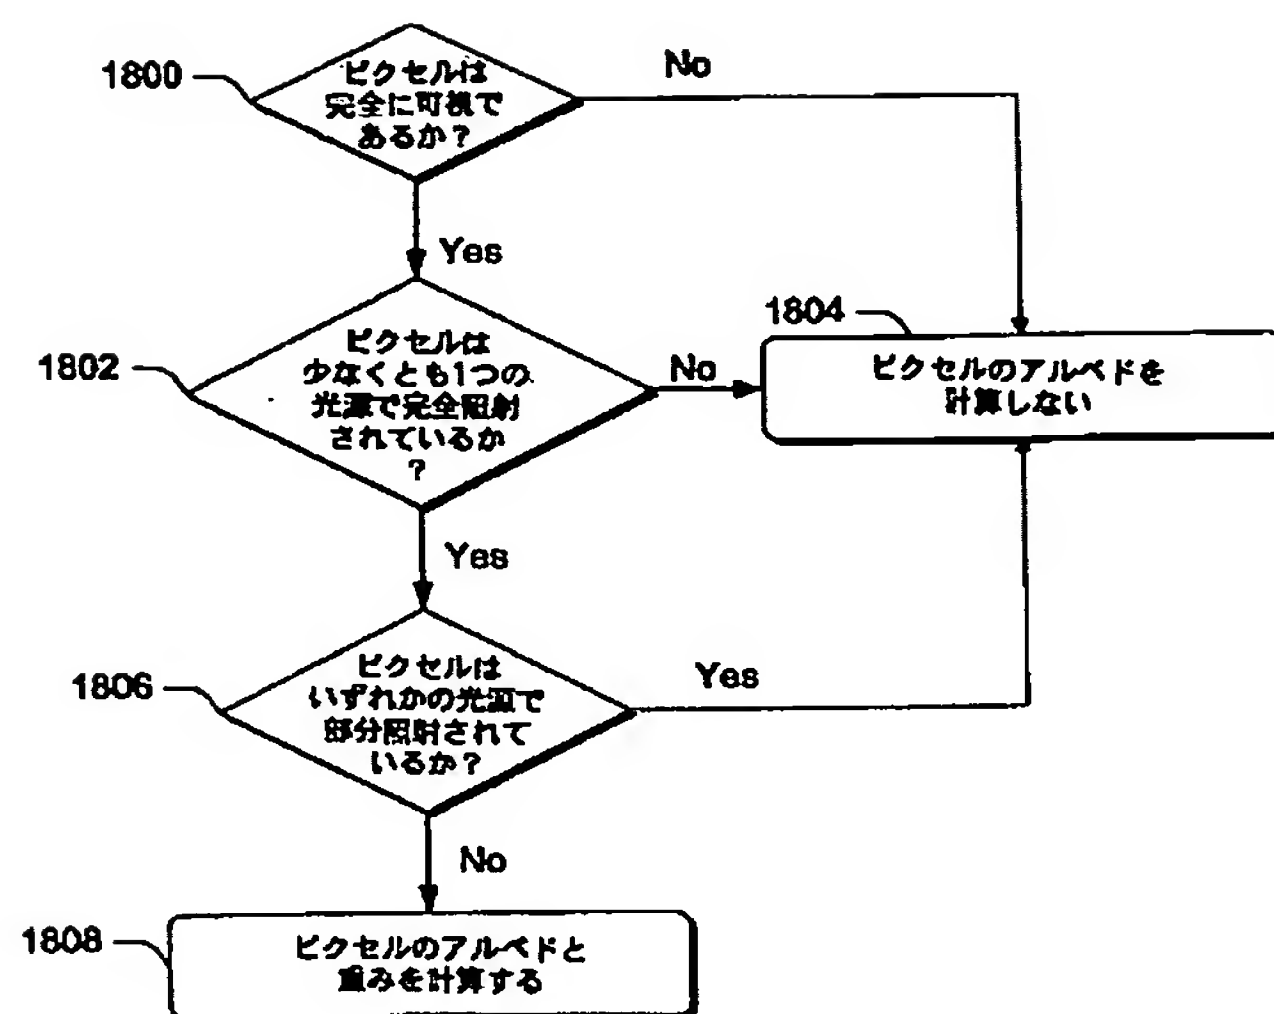 1800
ピクセルは
完全に可視で
あるか？
No
Yes
1802
ピクセルは
少なくとも1つの
光源で完全照射
されているか
？
No
1804
ピクセルのアルベドを
計算しない
Yes
1806
ピクセルは
いずれかの光源で
部分照射されて
いるか？
Yes
No
1808
ピクセルのアルベドと
重みを計算する